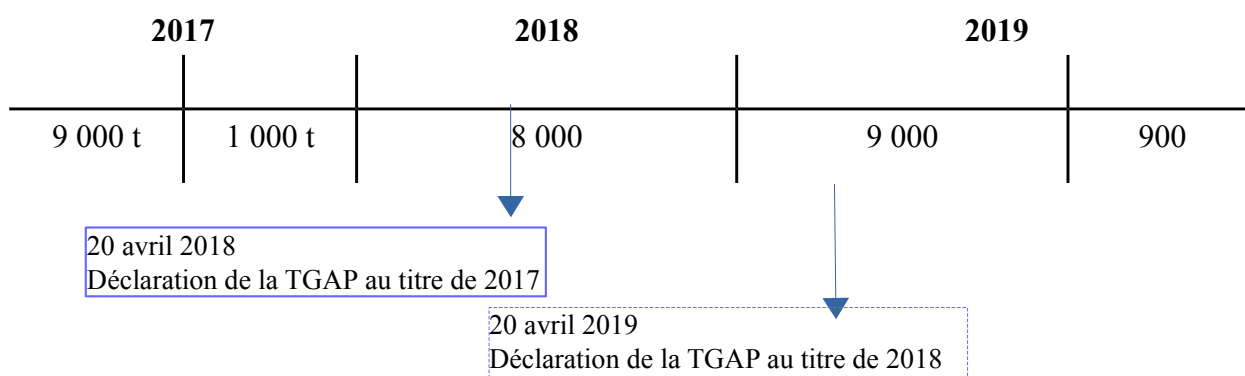 2017 2018 2019
9 000 t 1 000 t 8 000 9 000 900
20 avril 2018
Déclaration de la TGAP au titre de 2017
20 avril 2019
Déclaration de la TGAP au titre de 2018